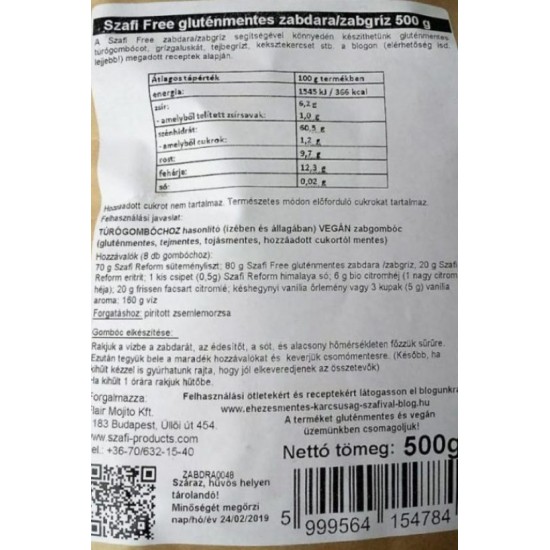 Szafi Free gluténmentes zabdara/zabgríz 500 g
A Szafi Free zabdara/zabgríz segítségével könnyedén készíthetünk gluténmentes
túrógombócot, grízgaluskát, tejbegrízt, keksztekercset stb. a blogon (elérhetőség lsd.
lejjebb!) megadott receptek alapján.
Átlagos tápérték 100 g termékben
energia: 1545 kJ / 366 kcal
zsír: 6,2 g
- amelyből telített zsírsavak: 1,0 g
szénhidrát: 60,5 g
- amelyből cukrok: 1,2 g
rost: 9,7 g
fehérje: 12,3 g
só: 0,02 g
Hozzáadott cukrot nem tartalmaz. Természetes módon előforduló cukrokat tartalmaz.
Felhasználási javaslat:
TÚRÓGOMBÓCHOZ hasonlító (ízében és állagában) VEGÁN zabgombóc
(gluténmentes, tejmentes, tojásmentes, hozzáadott cukortól mentes)
Hozzávalók (8 db gombóchoz):
70 g Szafi Reform süteményliszt; 80 g Szafi Free gluténmentes zabdara /zabgríz, 20 g Szafi
Reform eritrit; 1 kis csipet (0,5g) Szafi Reform himalaya só; 6 g bio citromhéj (1 nagy citrom
héja); 20 g frissen facsart citromlé; késhegynyi vanília őrlemény vagy 3 kupak (5 g) vanília
aroma; 160 g víz
Forgatáshoz: pirított zsemlemorzsa
Gombóc elkészítése:
Rakjuk a vízbe a zabdarát, az édesítőt, a sót, és alacsony hőmérsékleten főzzük sűrűre.
Ezután tegyük bele a maradék hozzávalókat és keverjük csomómentesre. (Később, ha
kihűlt kézzel is gyúrhatjuk rajta, hogy jól elkeveredjenek az összetevők)
Ha kihűlt 1 órára rakjuk hűtőbe.
Forgalmazza:
Blair Mojito Kft.
1183 Budapest, Üllői út 454.
www.szafi-products.com
Tel.: +36-70/632-15-40
Felhasználási ötletekért és receptekért látogasson el blogunkra
www.ehezesmentes-karcsusag-szafival-blog.hu
A terméket gluténmentes és vegán
üzemünkben csomagoljuk!
Nettó tömeg: 500g
ZABDRA0048
Száraz, hűvös helyen
tárolandó!
Minőségét megőrzi
nap/hó/év 24/02/2019
5 999564 154784